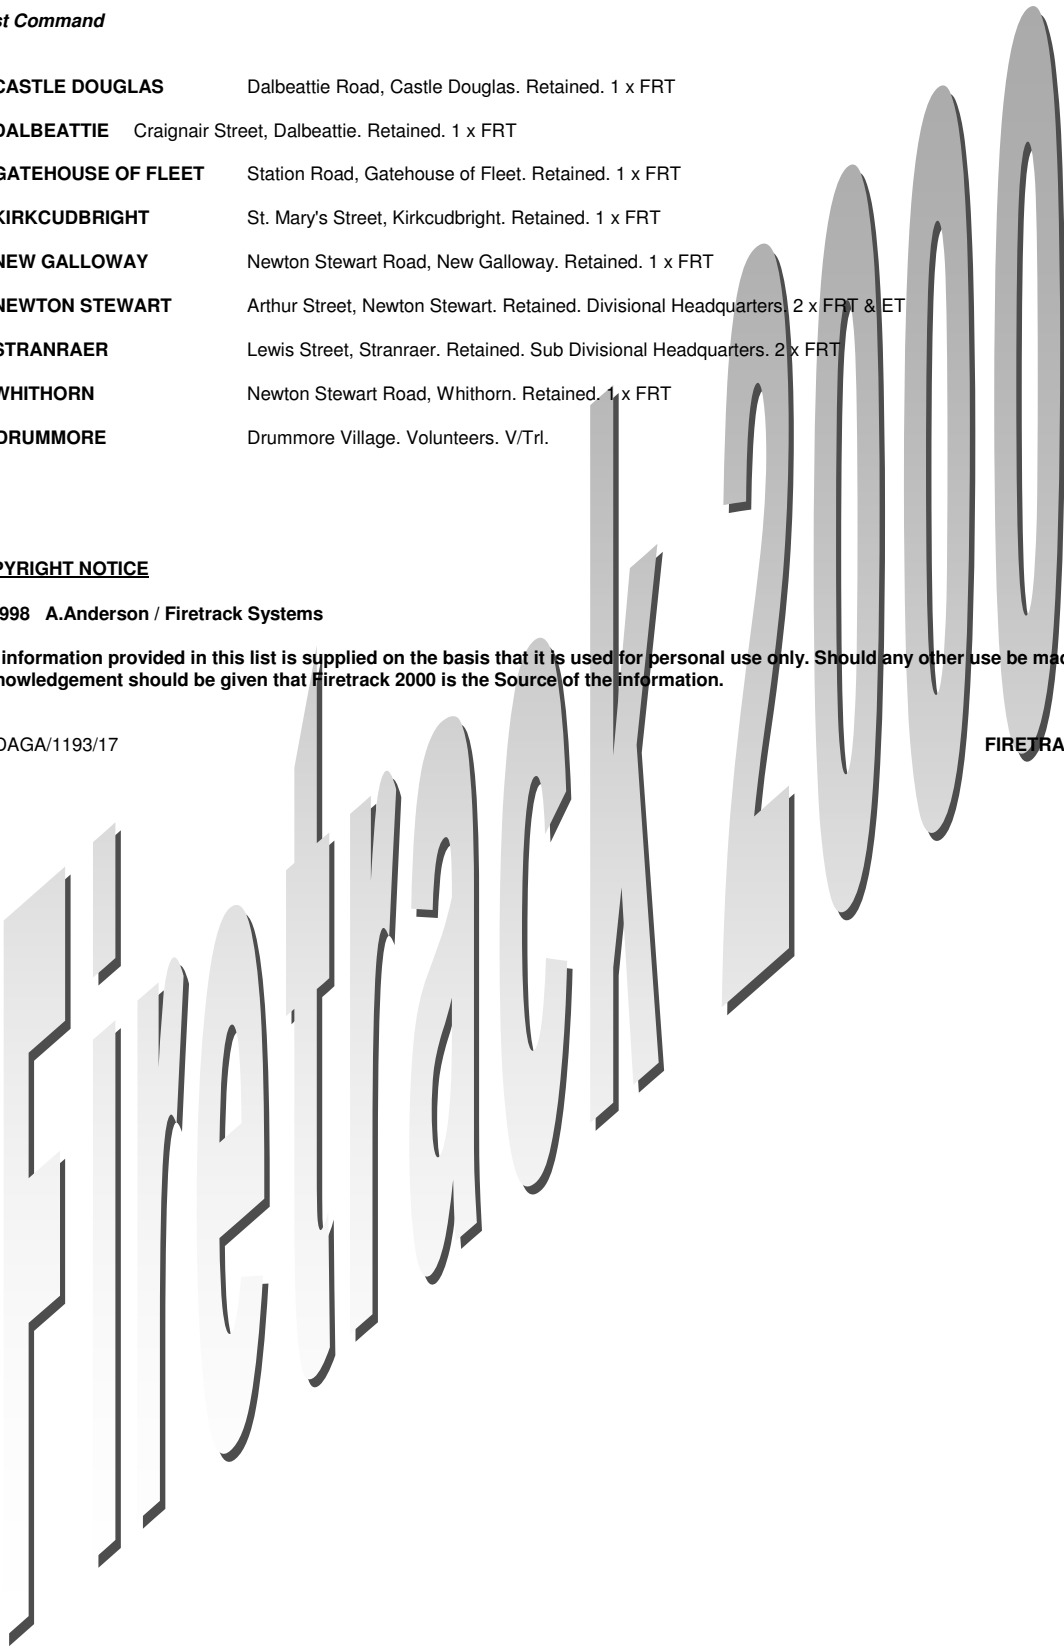 st Command
CASTLE DOUGLAS Dalbeattie Road, Castle Douglas. Retained. 1 x FRT
DALBEATTIE Craignair Street, Dalbeattie. Retained. 1 x FRT
GATEHOUSE OF FLEET Station Road, Gatehouse of Fleet. Retained. 1 x FRT
KIRKCUDBRIGHT St. Mary's Street, Kirkcudbright. Retained. 1 x FRT
NEW GALLOWAY Newton Stewart Road, New Galloway. Retained. 1 x FRT
NEWTON STEWART Arthur Street, Newton Stewart. Retained. Divisional Headquarters. 2 x FRT & ET
STRANRAER Lewis Street, Stranraer. Retained. Sub Divisional Headquarters. 2 x FRT
WHITHORN Newton Stewart Road, Whithorn. Retained. 1 x FRT
DRUMMORE Drummore Village. Volunteers. V/Trl.
PYRIGHT NOTICE
998 A.Anderson / Firetrack Systems
information provided in this list is supplied on the basis that it is used for personal use only. Should any other use be mad
nowledgement should be given that Firetrack 2000 is the Source of the information.
DAGA/1193/17 FIRETRA
Firetrack 2000